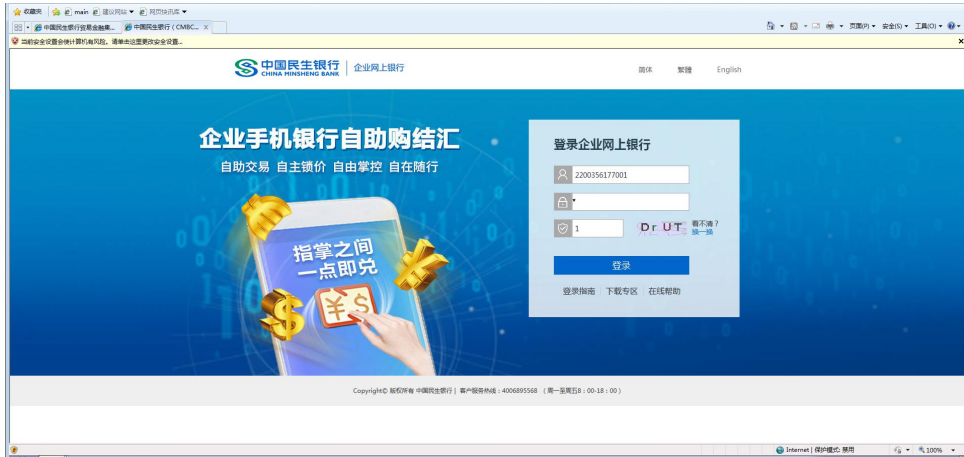 收藏夹 main 建议网站 网页快讯库
中国民生银行贸易金融集... 中国民生银行（CMBC... X 页面(P) 安全(S) 工具(O)
当前安全设置会使计算机有风险。请单击这里更改安全设置...
中国民生银行 企业网上银行 简体 繁體 English
CHINA MINSHENG BANK
企业手机银行自助购结汇
自助交易 自主锁价 自由掌控 自在随行
指掌之间
一点即兑
登录企业网上银行
2200356177001
1 DrUT 看不清？
换一换
登录
登录指南 下载专区 在线帮助
Copyright© 版权所有 中国民生银行 | 客户服务热线：4006895568 （周一至周五8：00-18：00）
Internet | 保护模式: 禁用 100%